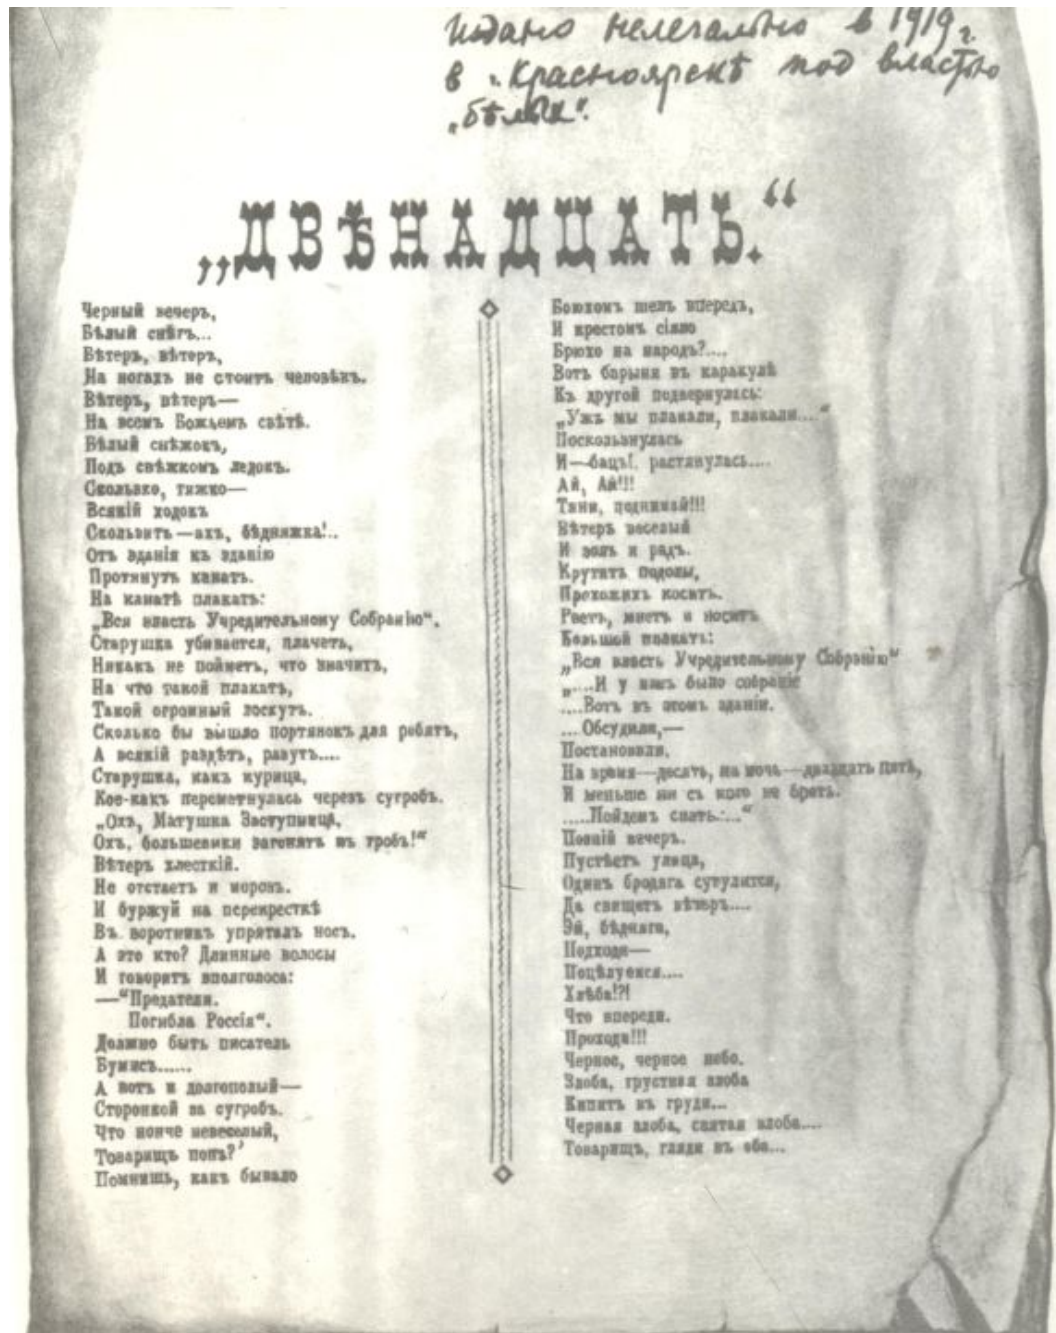 издано нелегально в 1919 г.
в г. Красноярскѣ под властью
„бѣлых".
„ДВѢНАДЦАТЬ.“
Черный вечеръ,
Бѣлый снѣгъ...
Вѣтеръ, вѣтеръ,
На ногахъ не стоитъ человѣкъ.
Вѣтеръ, вѣтеръ—
На всемъ Божьемъ свѣтѣ.
Бѣлый снѣжокъ,
Подъ снѣжкомъ ледокъ.
Скользко, тяжко—
Всякій ходокъ
Скользитъ—ахъ, бѣдняжка!..
Отъ зданія къ зданію
Протянутъ канатъ.
На канатѣ плакатъ:
„Вся власть Учредительному Собранію“.
Старушка убивается, плачетъ,
Никакъ не пойметъ, что значитъ,
На что такой плакатъ,
Такой огромный лоскутъ.
Сколько бы вышло портянокъ для ребятъ,
А всякій раздѣтъ, разутъ....
Старушка, какъ курица,
Кое-какъ переметнулась черезъ сугробъ.
„Охъ, Матушка Заступница,
Охъ, большевики загонятъ въ гробъ!“
Вѣтеръ хлесткій.
Не отстаетъ и морозъ.
И буржуй на перекресткѣ
Въ воротникъ упряталъ носъ.
А это кто? Длинные волосы
И говоритъ вполголоса:
—“Предатели.
Погибла Россія“.
Должно быть писатель
А вотъ и долгополый—
Сторонкой за сугробъ.
Что нонче невеселый,
Товарищъ попъ?
Помнишь, какъ бывало
Брюхомъ шелъ впередъ,
И крестомъ сіяло
Брюхо на народъ?....
Вотъ барыня въ каракулѣ
Къ другой подвернулась:
„Ужъ мы плакали, плакали....“
Поскользнулась
И—бацъ!. растянулась....
Ай, Ай!!!
Тяни, поднимай!!!
Вѣтеръ веселый
И золъ и радъ.
Крутитъ подолы,
Прохожихъ коситъ.
Рветъ, мнетъ и носитъ
Большой плакатъ:
„Вся власть Учредительному Собранію“
„....И у насъ было собраніе
....Вотъ въ этомъ зданіи.
... Обсудили,—
Постановили,
На время—десять, на ночь—двадцать пять,
И меньше ни съ кого не брать.
.....Пойдемъ спать....“
Поздній вечеръ.
Пустѣетъ улица,
Одинъ бродяга сутулится,
Да свищетъ вѣтеръ....
Эй, бѣдняга,
Подходи—
Поцѣлуемся....
Хлѣба!?!
Что впереди.
Проходи!!!
Черное, черное небо.
Злоба, грустная злоба
Кипитъ въ груди...
Черная злоба, святая злоба....
Товарищъ, гляди въ оба...